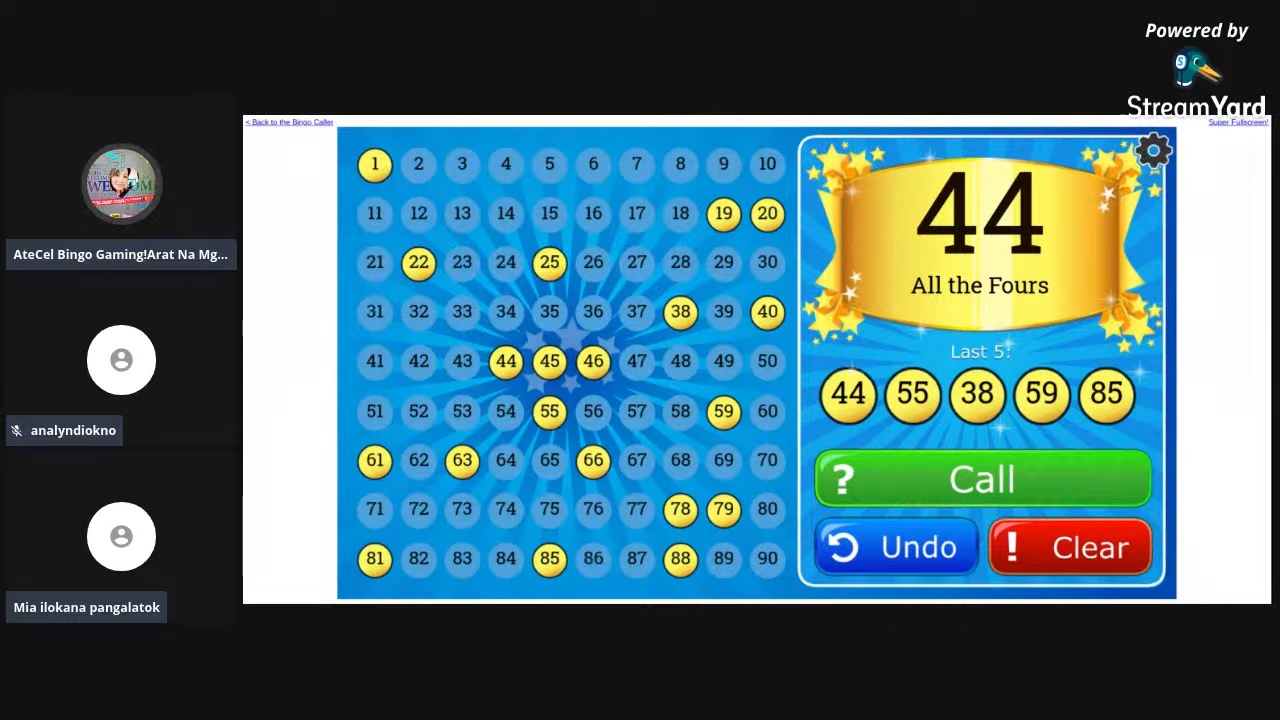 Powered by
StreamYard
< Back to the Bingo Caller
Super Fullscreen!
AteCel Bingo Gaming!Arat Na Mg...
analyndiokno
Mia ilokana pangalatok
1 2 3 4 5 6 7 8 9 10
11 12 13 14 15 16 17 18 19 20
21 22 23 24 25 26 27 28 29 30
31 32 33 34 35 36 37 38 39 40
41 42 43 44 45 46 47 48 49 50
51 52 53 54 55 56 57 58 59 60
61 62 63 64 65 66 67 68 69 70
71 72 73 74 75 76 77 78 79 80
81 82 83 84 85 86 87 88 89 90
44
All the Fours
Last 5:
44 55 38 59 85
? Call
Undo
! Clear